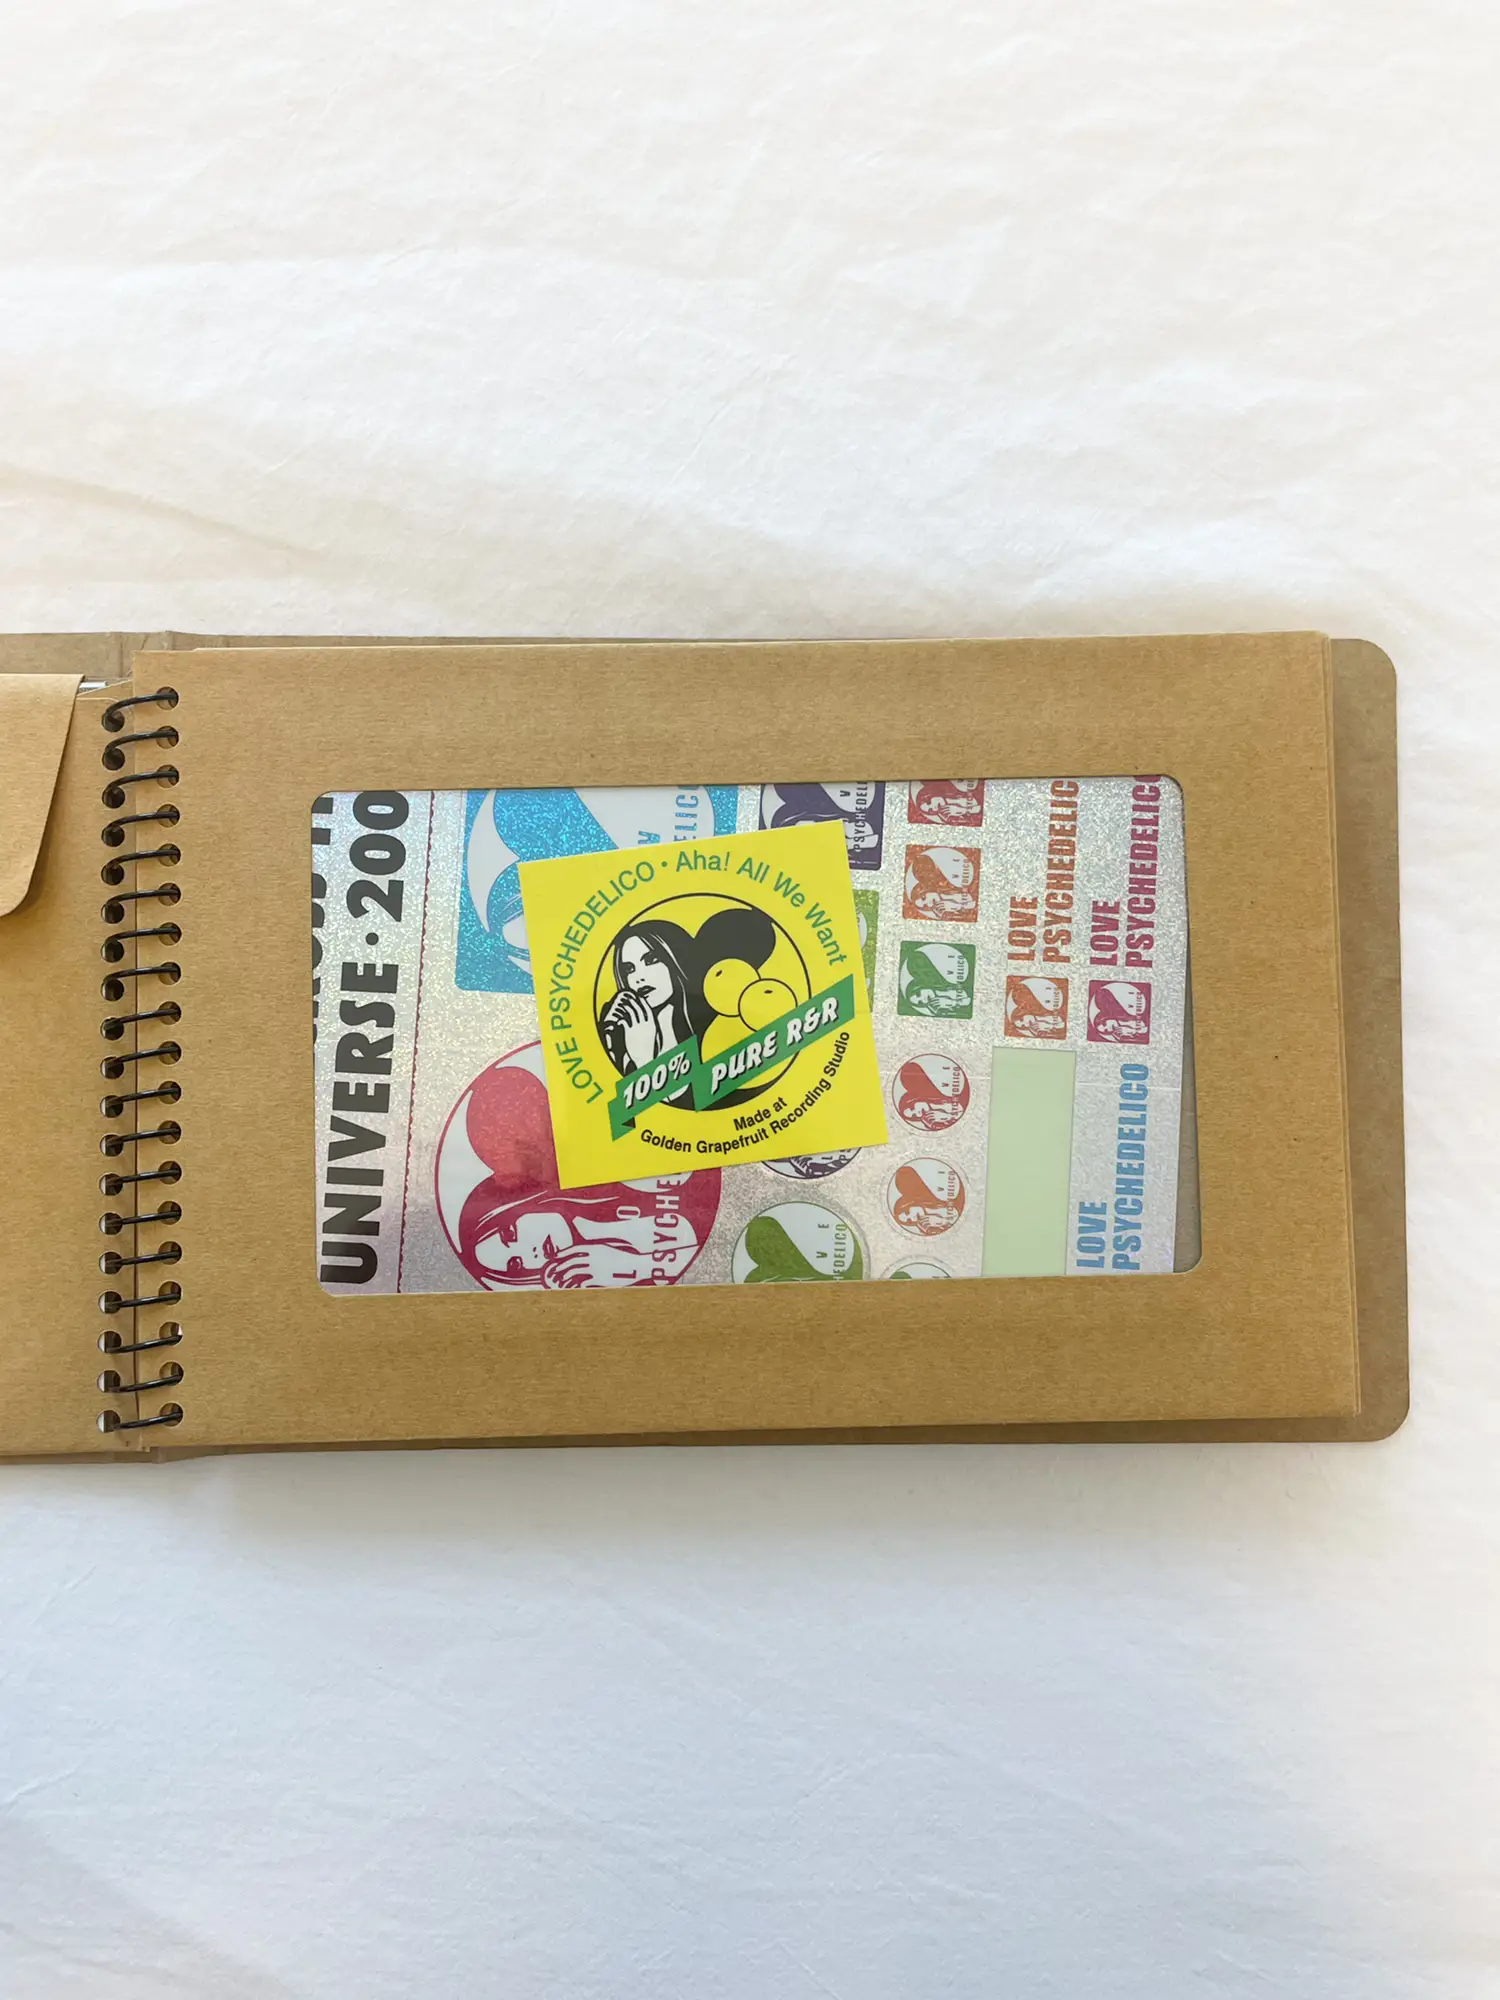 LOVE PSYCHEDELICO • Aha! All We Want
100% PURE R&R
Made at
Golden Grapefruit Recording Studio
UNIVERSE • 200
LOVE
PSYCHEDELIC
LOVE
PSYCHEDELICO
LOVE
PSYCHEDELICO